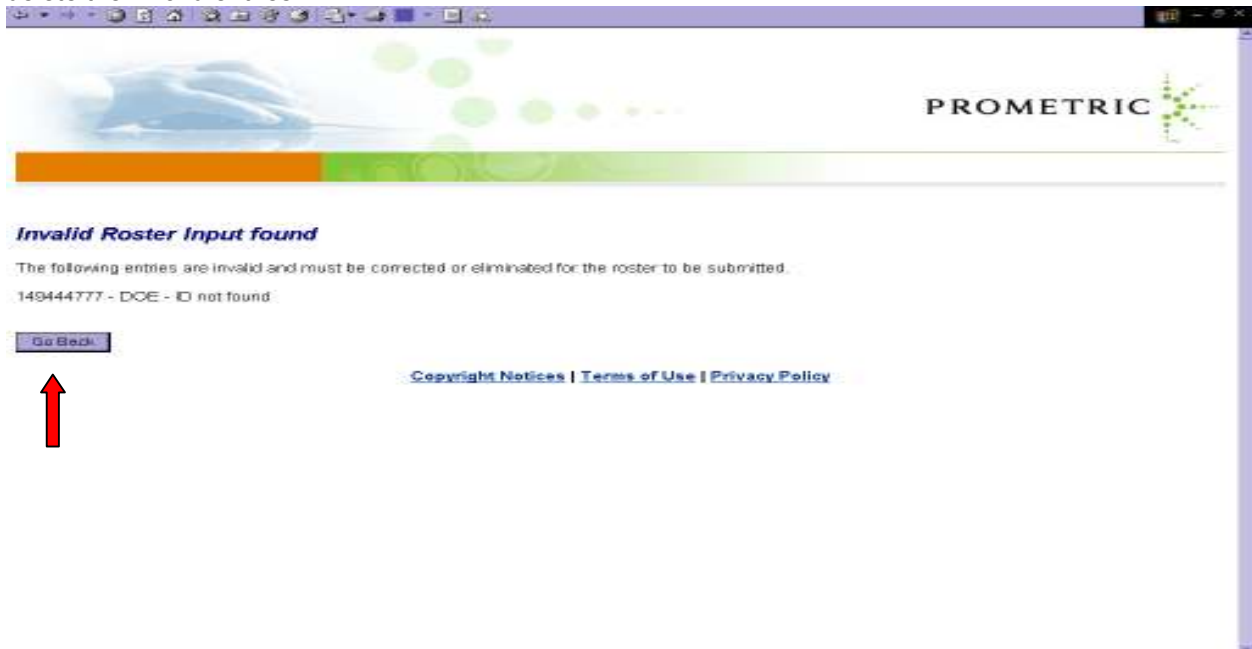 PROMETRIC
Invalid Roster Input found
The following entries are invalid and must be corrected or eliminated for the roster to be submitted.
149444777 - DOE - ID not found
Go Back
Copyright Notices | Terms of Use | Privacy Policy